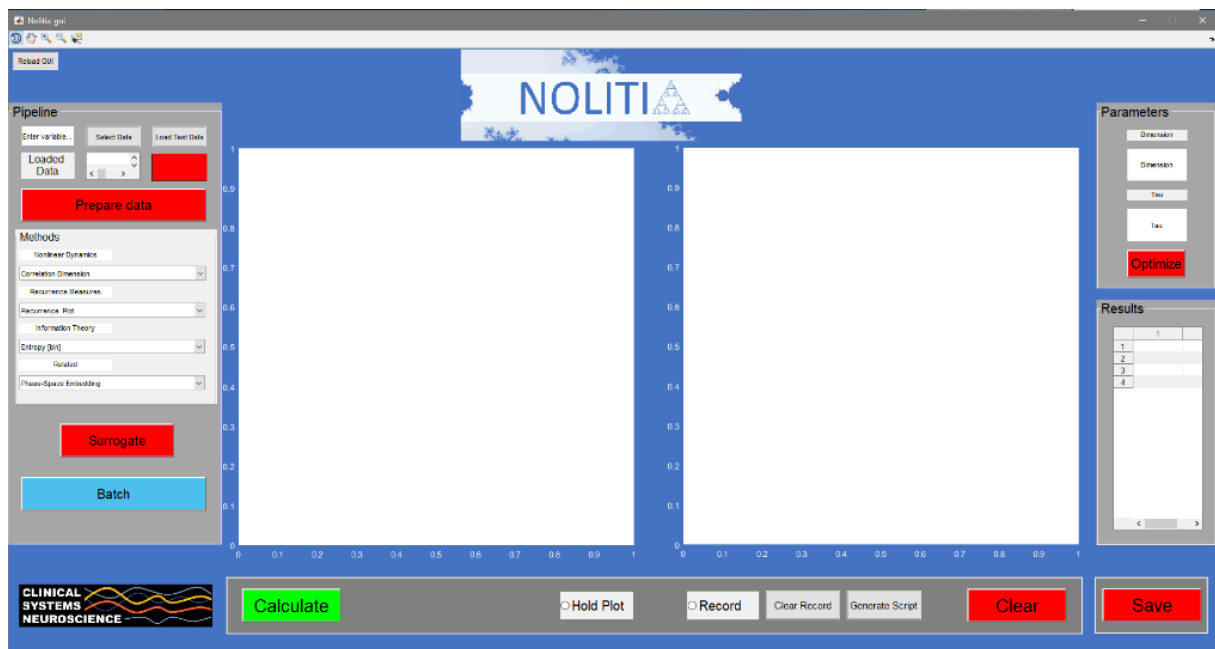 Nolitia gui
Reload GUI
NOLITIA
Pipeline
Enter variable...
Select Data
Load Test Data
Loaded
Data
Prepare data
Methods
Nonlinear Dynamics
Correlation Dimension
Recurrence Measures
Recurrence Plot
Information Theory
Entropy [bin]
Related
Phase-Space Embedding
Surrogate
Batch
1
0.9
0.8
0.7
0.6
0.5
0.4
0.3
0.2
0.1
0
0 0.1 0.2 0.3 0.4 0.5 0.6 0.7 0.8 0.9 1
1
0.9
0.8
0.7
0.6
0.5
0.4
0.3
0.2
0.1
0
0 0.1 0.2 0.3 0.4 0.5 0.6 0.7 0.8 0.9 1
Parameters
Dimension
Dimension
Tau
Tau
Optimize
Results
1
1
2
3
4
CLINICAL
SYSTEMS
NEUROSCIENCE
Calculate
Hold Plot
Record
Clear Record
Generate Script
Clear
Save